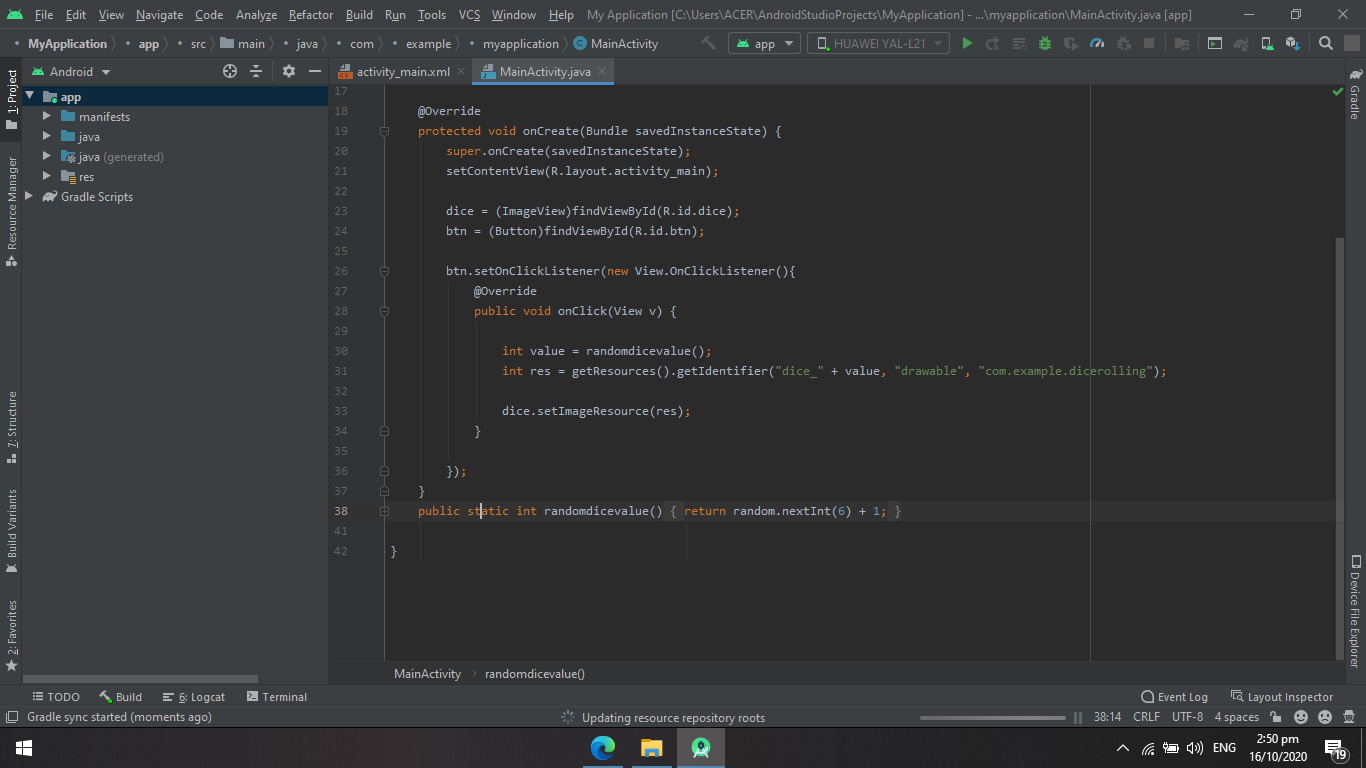 File Edit View Navigate Code Analyze Refactor Build Run Tools VCS Window Help My Application [C:\Users\ACER\AndroidStudioProjects\MyApplication] - ...\myapplication\MainActivity.java [app]
MyApplication app src main java com example myapplication MainActivity app HUAWEI YAL-L21
Android
activity_main.xml
MainActivity.java
1: Project
Resource Manager
7: Structure
Build Variants
2: Favorites
app
manifests
java
java (generated)
res
Gradle Scripts
17
18 @Override
19 protected void onCreate(Bundle savedInstanceState) {
20 super.onCreate(savedInstanceState);
21 setContentView(R.layout.activity_main);
22
23 dice = (ImageView)findViewById(R.id.dice);
24 btn = (Button)findViewById(R.id.btn);
25
26 btn.setOnClickListener(new View.OnClickListener(){
27 @Override
28 public void onClick(View v) {
29
30 int value = randomdicevalue();
31 int res = getResources().getIdentifier("dice_" + value, "drawable", "com.example.dicerolling");
32
33 dice.setImageResource(res);
34 }
35
36 });
37 }
38 public static int randomdicevalue() { return random.nextInt(6) + 1; }
41
42 }
Gradle
Device File Explorer
MainActivity randomdicevalue()
TODO Build 6: Logcat Terminal Event Log Layout Inspector
Gradle sync started (moments ago) Updating resource repository roots 38:14 CRLF UTF-8 4 spaces
ENG 2:50 pm
16/10/2020
19